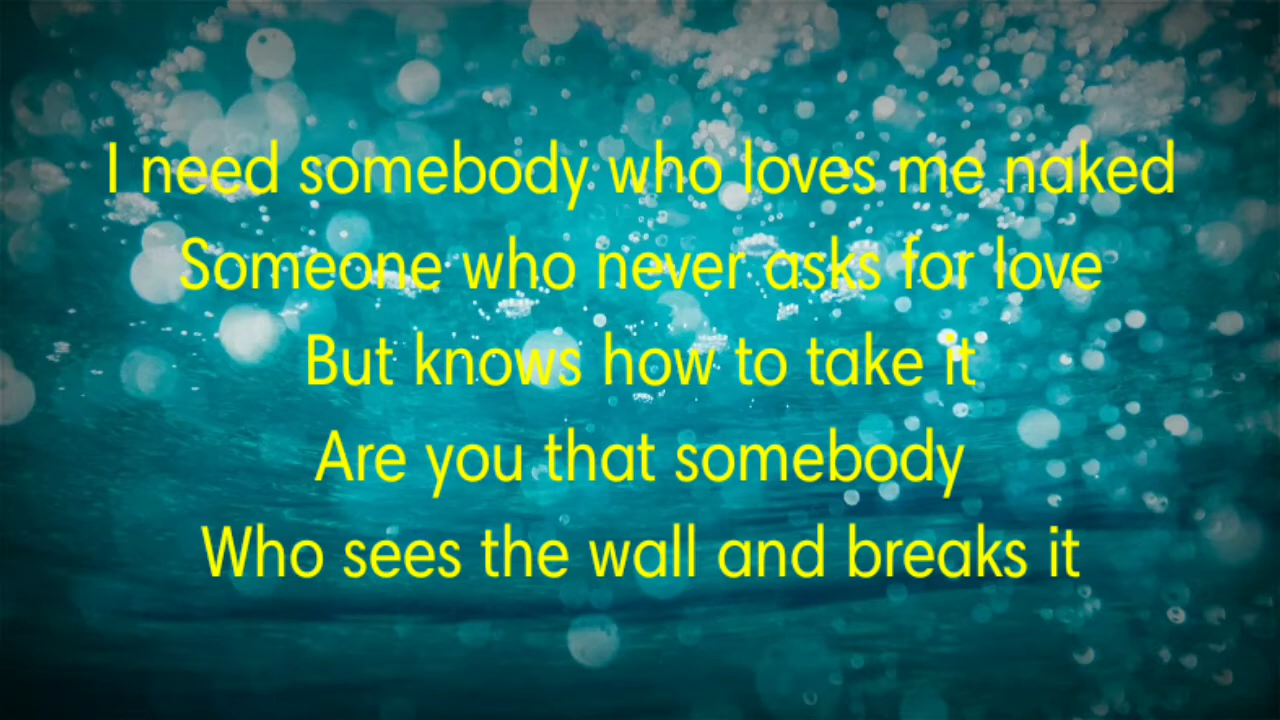 I need somebody who loves me naked
Someone who never asks for love
But knows how to take it
Are you that somebody
Who sees the wall and breaks it